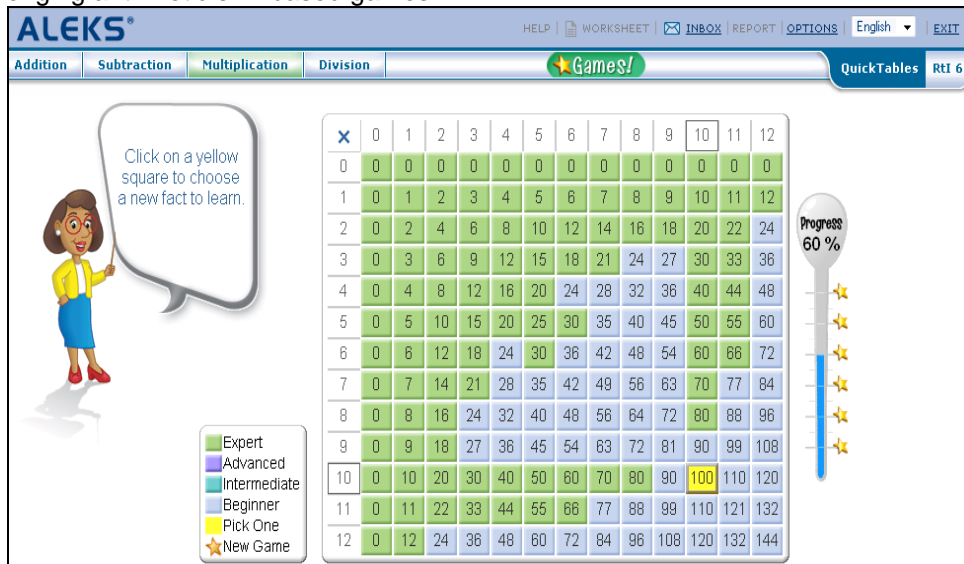 ALEKS®
HELP | WORKSHEET | INBOX | REPORT | OPTIONS | English | EXIT
Addition Subtraction Multiplication Division Games! QuickTables RtI 6
Click on a yellow
square to choose
a new fact to learn.
× 0 1 2 3 4 5 6 7 8 9 10 11 12
0 0 0 0 0 0 0 0 0 0 0 0 0 0
1 0 1 2 3 4 5 6 7 8 9 10 11 12
2 0 2 4 6 8 10 12 14 16 18 20 22 24
3 0 3 6 9 12 15 18 21 24 27 30 33 36
4 0 4 8 12 16 20 24 28 32 36 40 44 48
5 0 5 10 15 20 25 30 35 40 45 50 55 60
6 0 6 12 18 24 30 36 42 48 54 60 66 72
7 0 7 14 21 28 35 42 49 56 63 70 77 84
8 0 8 16 24 32 40 48 56 64 72 80 88 96
9 0 9 18 27 36 45 54 63 72 81 90 99 108
10 0 10 20 30 40 50 60 70 80 90 100 110 120
11 0 11 22 33 44 55 66 77 88 99 110 121 132
12 0 12 24 36 48 60 72 84 96 108 120 132 144
Progress
60 %
Expert
Advanced
Intermediate
Beginner
Pick One
New Game